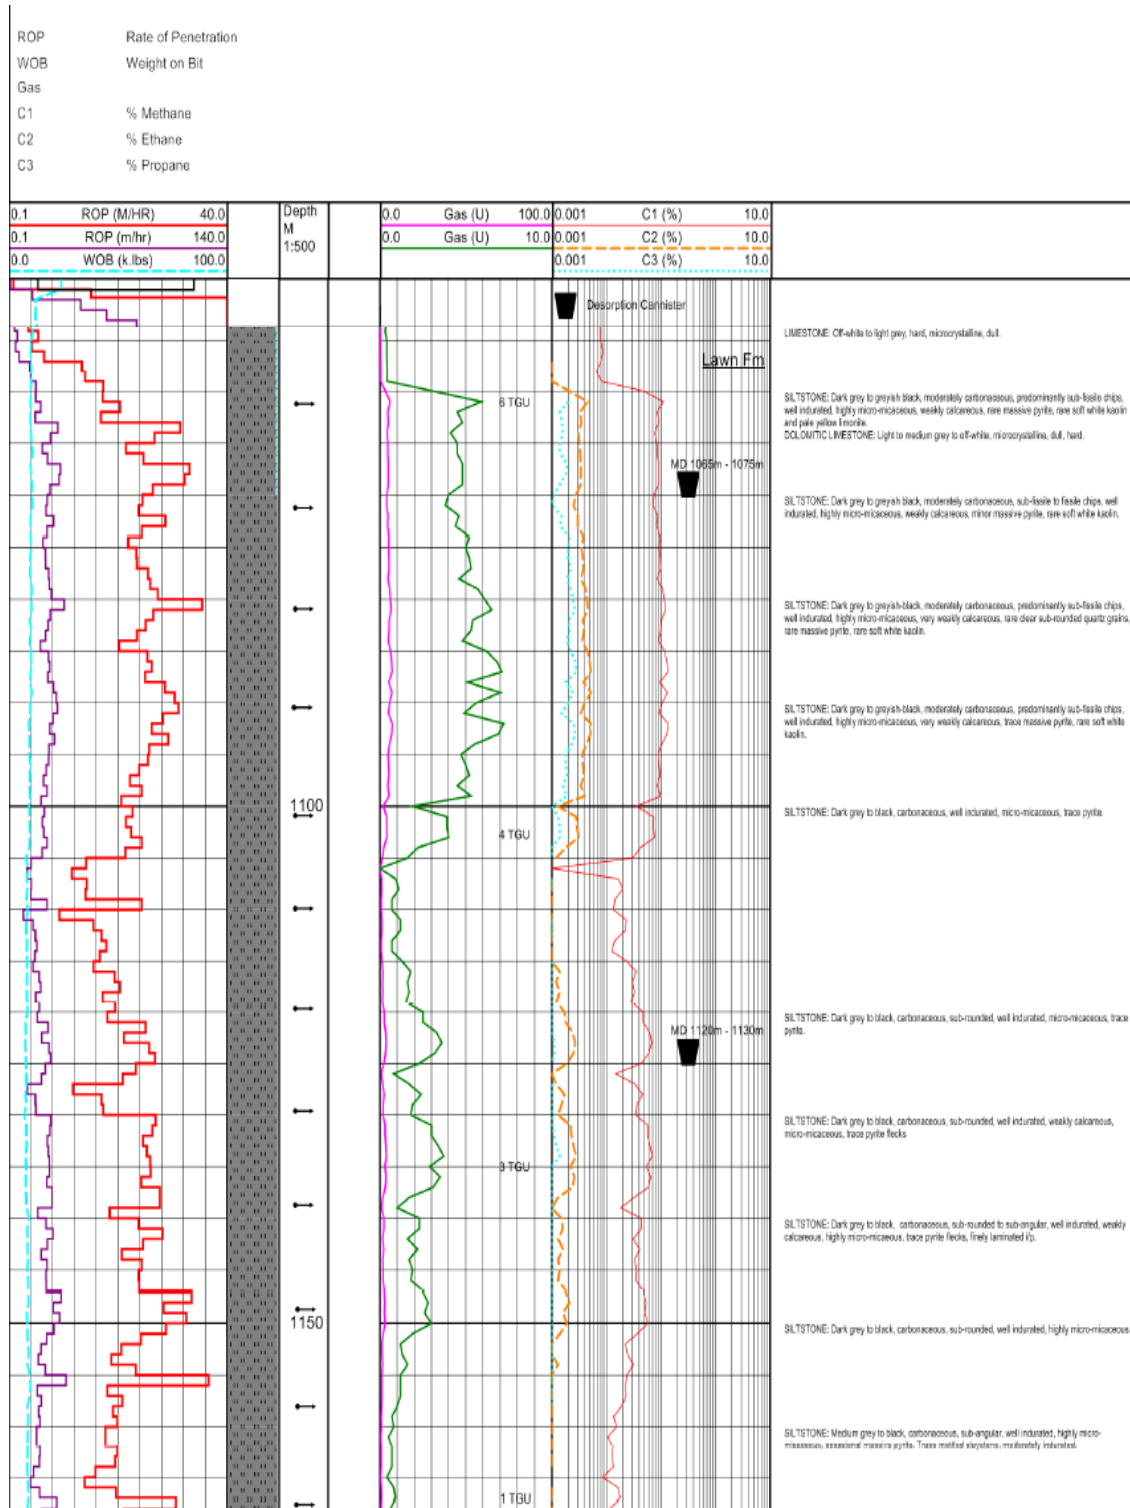 ROP Rate of Penetration
WOB Weight on Bit
Gas
C1 % Methane
C2 % Ethane
C3 % Propane
0.1 ROP (M/HR) 40.0
0.1 ROP (m/hr) 140.0
0.0 WOB (k.lbs) 100.0
Depth
M
1:500
0.0 Gas (U) 100.0
0.0 Gas (U) 10.0
0.001 C1 (%) 10.0
0.001 C2 (%) 10.0
0.001 C3 (%) 10.0
Desorption Cannister
LIMESTONE: Off-white to light grey, hard, microcrystalline, dull.
Lawn Fm
6 TGU
SILTSTONE: Dark grey to greyish black, moderately carbonaceous, predominantly sub-fissile chips,
well indurated, highly micro-micaceous, weakly calcareous, rare massive pyrite, rare soft white kaolin
and pale yellow limonite.
DOLOMITIC LIMESTONE: Light to medium grey to off-white, microcrystalline, dull, hard.
MD 1065m - 1075m
SILTSTONE: Dark grey to greyish black, moderately carbonaceous, sub-fissile to fissile chips, well
indurated, highly micro-micaceous, weakly calcareous, minor massive pyrite, rare soft white kaolin.
SILTSTONE: Dark grey to greyish-black, moderately carbonaceous, predominantly sub-fissile chips,
well indurated, highly micro-micaceous, very weakly calcareous, rare clear sub-rounded quartz grains,
rare massive pyrite, rare soft white kaolin.
SILTSTONE: Dark grey to greyish-black, moderately carbonaceous, predominantly sub-fissile chips,
well indurated, highly micro-micaceous, very weakly calcareous, trace massive pyrite, rare soft white
kaolin.
1100
4 TGU
SILTSTONE: Dark grey to black, carbonaceous, well indurated, micro-micaceous, trace pyrite.
MD 1120m - 1130m
SILTSTONE: Dark grey to black, carbonaceous, sub-rounded, well indurated, micro-micaceous, trace
pyrite.
SILTSTONE: Dark grey to black, carbonaceous, sub-rounded, well indurated, weakly calcareous,
micro-micaceous, trace pyrite flecks
3 TGU
SILTSTONE: Dark grey to black, carbonaceous, sub-rounded to sub-angular, well indurated, weakly
calcareous, highly micro-micaeous, trace pyrite flecks, finely laminated i/p.
1150
SILTSTONE: Dark grey to black, carbonaceous, sub-rounded, well indurated, highly micro-micaceous
SILTSTONE: Medium grey to black, carbonaceous, sub-angular, well indurated, highly micro-
micaceous, occasional massive pyrite. Trace mottled claystone, moderately indurated.
1 TGU